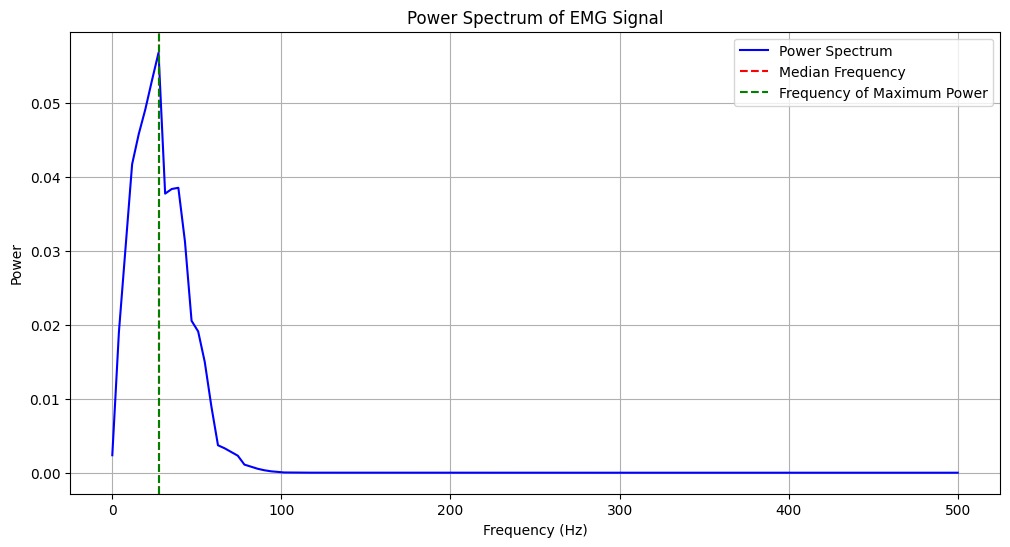 Power Spectrum of EMG Signal
Power Spectrum
Median Frequency
Frequency of Maximum Power
Power
0.05
0.04
0.03
0.02
0.01
0.00
0 100 200 300 400 500
Frequency (Hz)